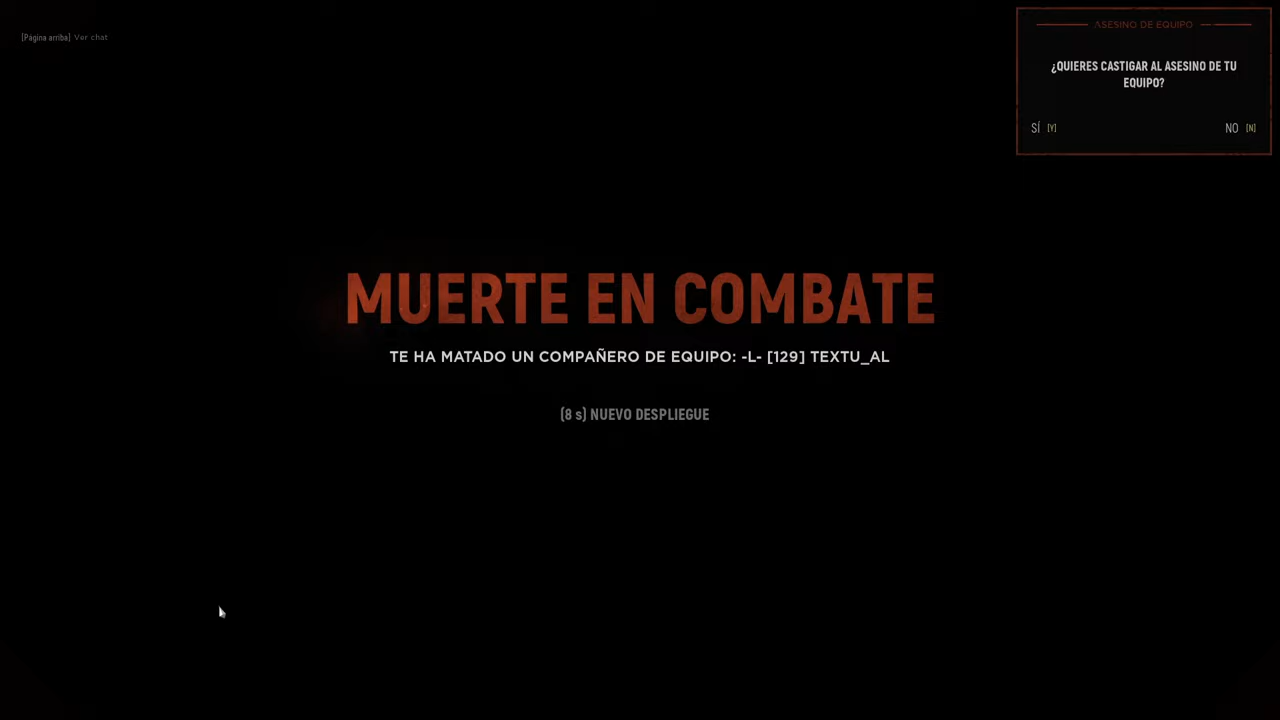 [Página arriba] Ver chat
ASESINO DE EQUIPO
¿QUIERES CASTIGAR AL ASESINO DE TU
EQUIPO?
SÍ [Y]
NO [N]
MUERTE EN COMBATE
TE HA MATADO UN COMPAÑERO DE EQUIPO: -L- [129] TEXTU_AL
(8 s) NUEVO DESPLIEGUE